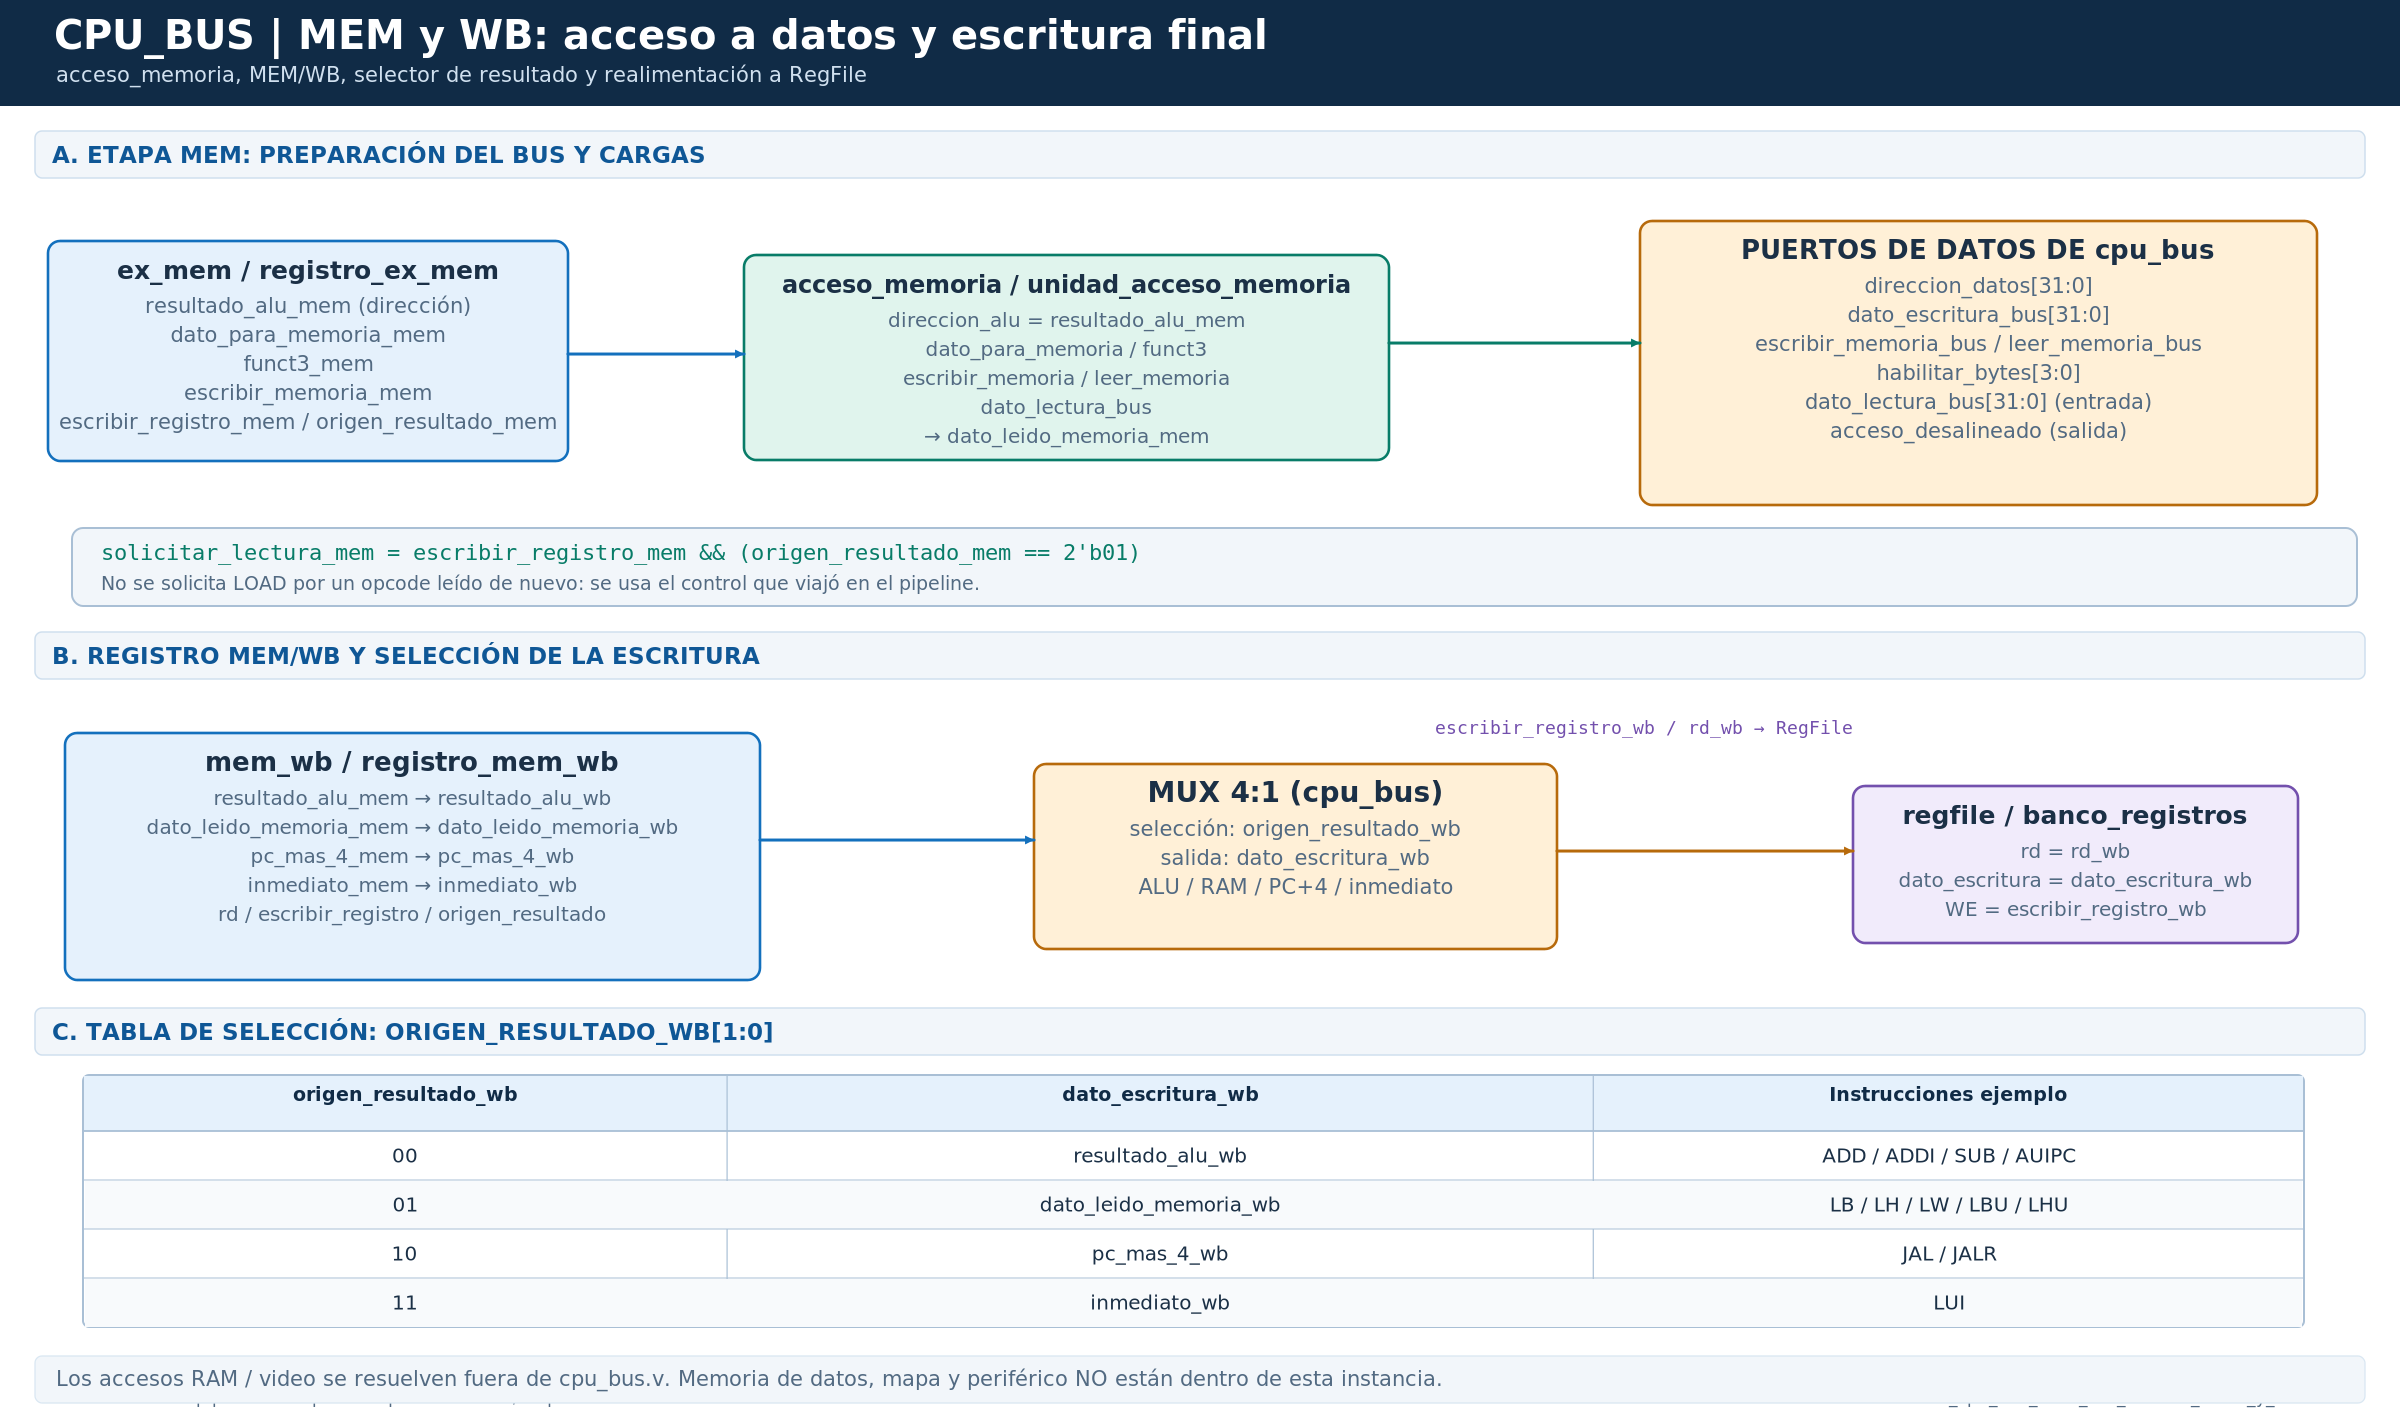 CPU_BUS | MEM y WB: acceso a datos y escritura final
acceso_memoria, MEM/WB, selector de resultado y realimentación a RegFile
A. ETAPA MEM: PREPARACIÓN DEL BUS Y CARGAS
ex_mem / registro_ex_mem
resultado_alu_mem (dirección)
dato_para_memoria_mem
funct3_mem
escribir_memoria_mem
escribir_registro_mem / origen_resultado_mem
acceso_memoria / unidad_acceso_memoria
direccion_alu = resultado_alu_mem
dato_para_memoria / funct3
escribir_memoria / leer_memoria
dato_lectura_bus
→ dato_leido_memoria_mem
PUERTOS DE DATOS DE cpu_bus
direccion_datos[31:0]
dato_escritura_bus[31:0]
escribir_memoria_bus / leer_memoria_bus
habilitar_bytes[3:0]
dato_lectura_bus[31:0] (entrada)
acceso_desalineado (salida)
solicitar_lectura_mem = escribir_registro_mem && (origen_resultado_mem == 2'b01)
No se solicita LOAD por un opcode leído de nuevo: se usa el control que viajó en el pipeline.
B. REGISTRO MEM/WB Y SELECCIÓN DE LA ESCRITURA
mem_wb / registro_mem_wb
resultado_alu_mem → resultado_alu_wb
dato_leido_memoria_mem → dato_leido_memoria_wb
pc_mas_4_mem → pc_mas_4_wb
inmediato_mem → inmediato_wb
rd / escribir_registro / origen_resultado
MUX 4:1 (cpu_bus)
selección: origen_resultado_wb
salida: dato_escritura_wb
ALU / RAM / PC+4 / inmediato
escribir_registro_wb / rd_wb → RegFile
regfile / banco_registros
rd = rd_wb
dato_escritura = dato_escritura_wb
WE = escribir_registro_wb
C. TABLA DE SELECCIÓN: ORIGEN_RESULTADO_WB[1:0]
origen_resultado_wb dato_escritura_wb Instrucciones ejemplo
00 resultado_alu_wb ADD / ADDI / SUB / AUIPC
01 dato_leido_memoria_wb LB / LH / LW / LBU / LHU
10 pc_mas_4_wb JAL / JALR
11 inmediato_wb LUI
Los accesos RAM / video se resuelven fuera de cpu_bus.v. Memoria de datos, mapa y periférico NO están dentro de esta instancia.